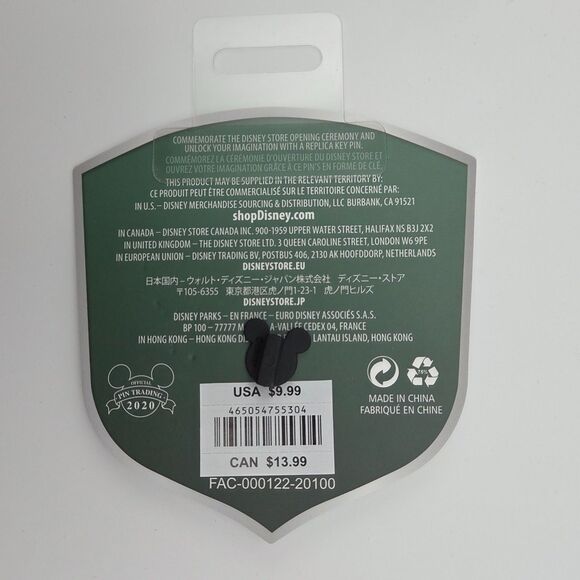 COMMEMORATE THE DISNEY STORE OPENING CEREMONY AND
UNLOCK YOUR IMAGINATION WITH A REPLICA KEY PIN.
COMMÉMOREZ LA CÉRÉMONIE D'OUVERTURE DU DISNEY STORE ET
OUVREZ VOTRE IMAGINATION GRÂCE À CE PIN'S EN FORME DE CLÉ.
THIS PRODUCT MAY BE SUPPLIED IN THE RELEVANT TERRITORY BY:
CE PRODUIT PEUT ÊTRE COMMERCIALISÉ SUR LE TERRITOIRE CONCERNÉ PAR:
IN U.S. – DISNEY MERCHANDISE SOURCING & DISTRIBUTION, LLC BURBANK, CA 91521
shopDisney.com
IN CANADA – DISNEY STORE CANADA INC. 900-1959 UPPER WATER STREET, HALIFAX NS B3J 2X2
IN UNITED KINGDOM – THE DISNEY STORE LTD. 3 QUEEN CAROLINE STREET, LONDON W6 9PE
IN EUROPEAN UNION – DISNEY TRADING BV, POSTBUS 406, 2130 AK HOOFDDORP, NETHERLANDS
DISNEYSTORE.EU
日本国内 – ウォルト・ディズニー・ジャパン株式会社 ディズニー・ストア
〒105-6355 東京都港区虎ノ門1-23-1 虎ノ門ヒルズ
DISNEYSTORE.JP
DISNEY PARKS – EN FRANCE – EURO DISNEY ASSOCIÉS S.A.S.
BP 100 – 77777 M A-VALLÉE CEDEX 04, FRANCE
IN HONG KONG – HONG KONG DIS LANTAU ISLAND, HONG KONG
OFFICIAL
PIN TRADING
2020
USA $9.99
465054755304
CAN $13.99
FAC-000122-20100
MADE IN CHINA
FABRIQUÉ EN CHINE